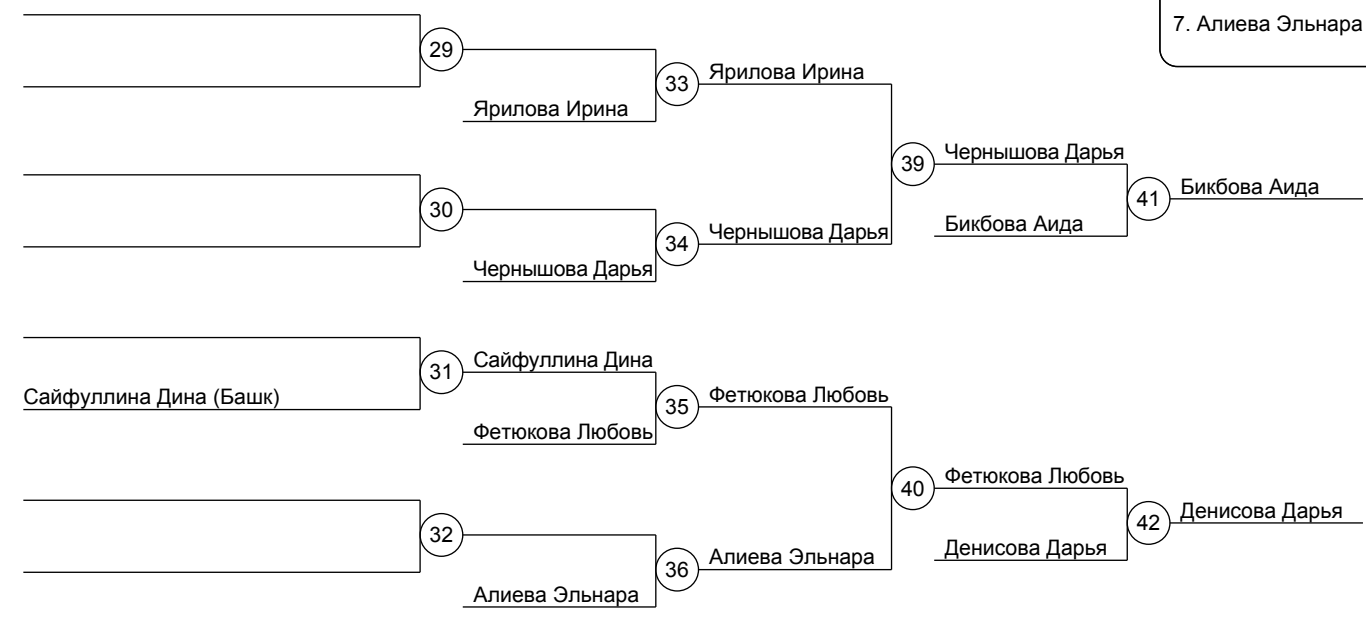 7. Алиева Эльнара
29
33
Ярилова Ирина
Ярилова Ирина
39
Чернышова Дарья
41
Бикбова Аида
30
34
Чернышова Дарья
Бикбова Аида
Чернышова Дарья
31
Сайфуллина Дина
Сайфуллина Дина (Башк)
35
Фетюкова Любовь
Фетюкова Любовь
40
Фетюкова Любовь
42
Денисова Дарья
32
36
Алиева Эльнара
Денисова Дарья
Алиева Эльнара